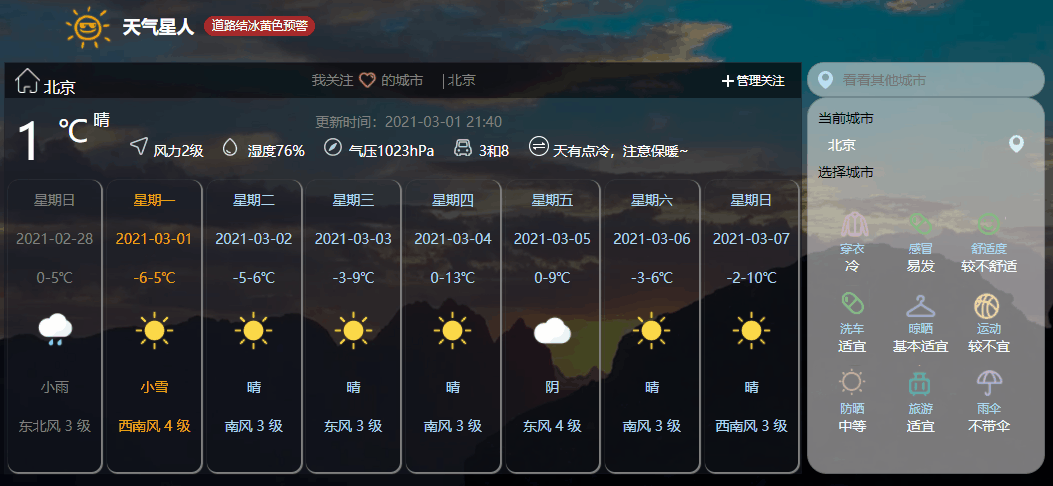 天气星人 道路结冰黄色预警
北京 我关注 的城市 | 北京 管理关注
1 ℃ 晴
更新时间：2021-03-01 21:40
风力2级 湿度76% 气压1023hPa 3和8 天有点冷，注意保暖~
星期日 星期一 星期二 星期三 星期四 星期五 星期六 星期日
2021-02-28 2021-03-01 2021-03-02 2021-03-03 2021-03-04 2021-03-05 2021-03-06 2021-03-07
0-5℃ -6-5℃ -5-6℃ -3-9℃ 0-13℃ 0-9℃ -3-6℃ -2-10℃
小雨 小雪 晴 晴 晴 阴 晴 晴
东北风 3 级 西南风 4 级 南风 3 级 东风 3 级 南风 3 级 东风 4 级 南风 3 级 西南风 3 级
看看其他城市
当前城市
北京
选择城市
穿衣 感冒 舒适度
冷 易发 较不舒适
洗车 晾晒 运动
适宜 基本适宜 较不宜
防晒 旅游 雨伞
中等 适宜 不带伞